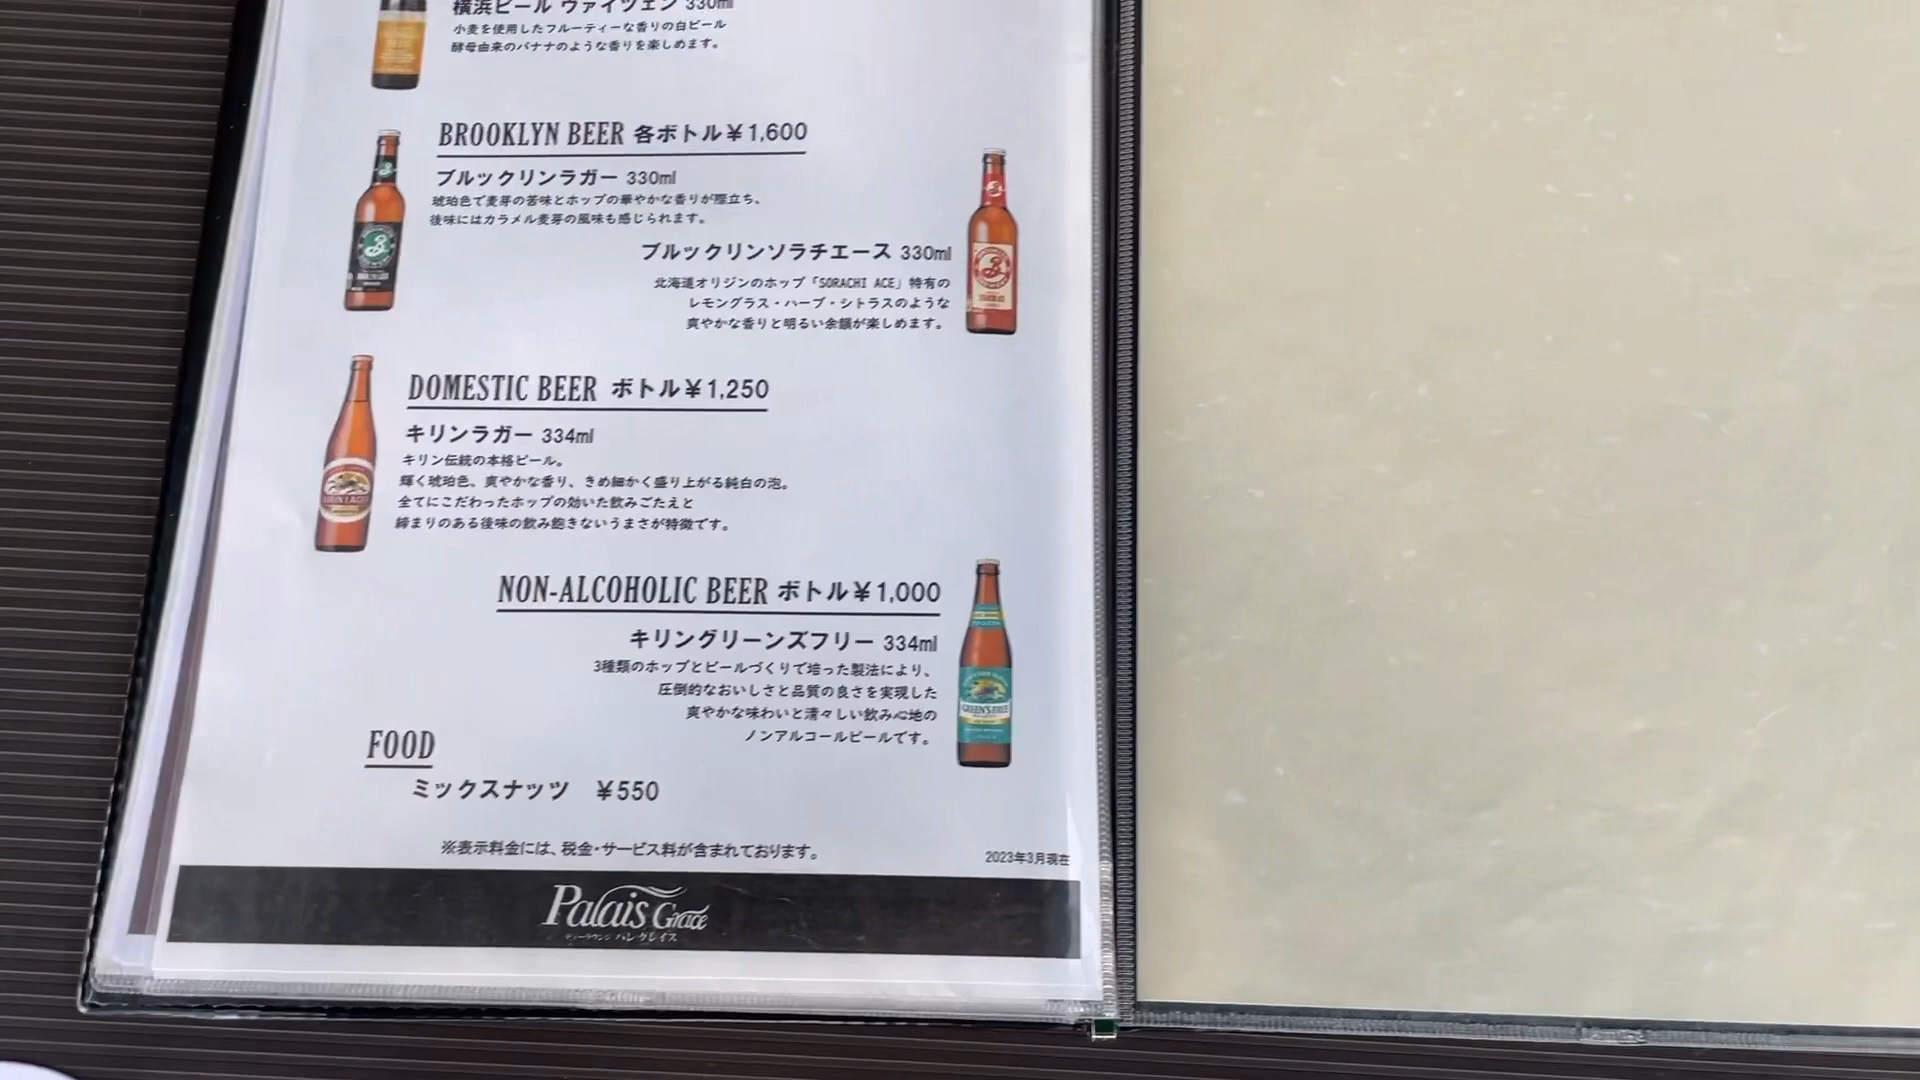 横浜ビール ヴァイツェン 330ml
小麦を使用したフルーティーな香りの白ビール
酵母由来のバナナのような香りを楽しめます。
BROOKLYN BEER 各ボトル¥1,600
ブルックリンラガー 330ml
琥珀色で麦芽の苦味とホップの華やかな香りが際立ち、
後味にはカラメル麦芽の風味も感じられます。
ブルックリンソラチエース 330ml
北海道オリジンのホップ「SORACHI ACE」特有の
レモングラス・ハーブ・シトラスのような
爽やかな香りと明るい余韻が楽しめます。
DOMESTIC BEER ボトル¥1,250
キリンラガー 334ml
キリン伝統の本格ビール。
輝く琥珀色。爽やかな香り、きめ細かく盛り上がる純白の泡。
全てにこだわったホップの効いた飲みごたえと
締まりのある後味の飲み飽きないうまさが特徴です。
KIRIN LAGER
NON-ALCOHOLIC BEER ボトル¥1,000
キリングリーンズフリー 334ml
3種類のホップとビールづくりで培った製法により、
圧倒的なおいしさと品質の良さを実現した
爽やかな味わいと清々しい飲み心地の
ノンアルコールビールです。
GREEN'S FREE
FOOD
ミックスナッツ ¥550
※表示料金には、税金・サービス料が含まれております。
2023年3月現在
Palais Grace
ティーラウンジ パレグレイス